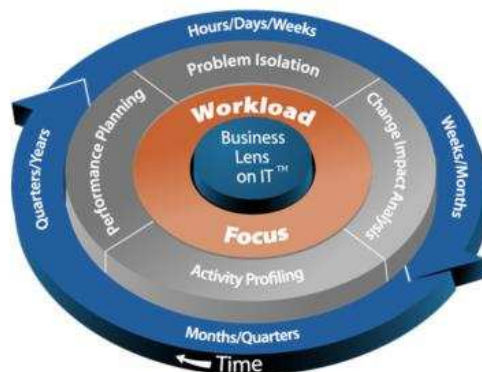 Hours/Days/Weeks
Problem Isolation
Workload
Business
Lens
on IT™
Focus
Performance Planning
Change Impact Analysis
Quarters/Years
Weeks/Months
Activity Profiling
Months/Quarters
Time